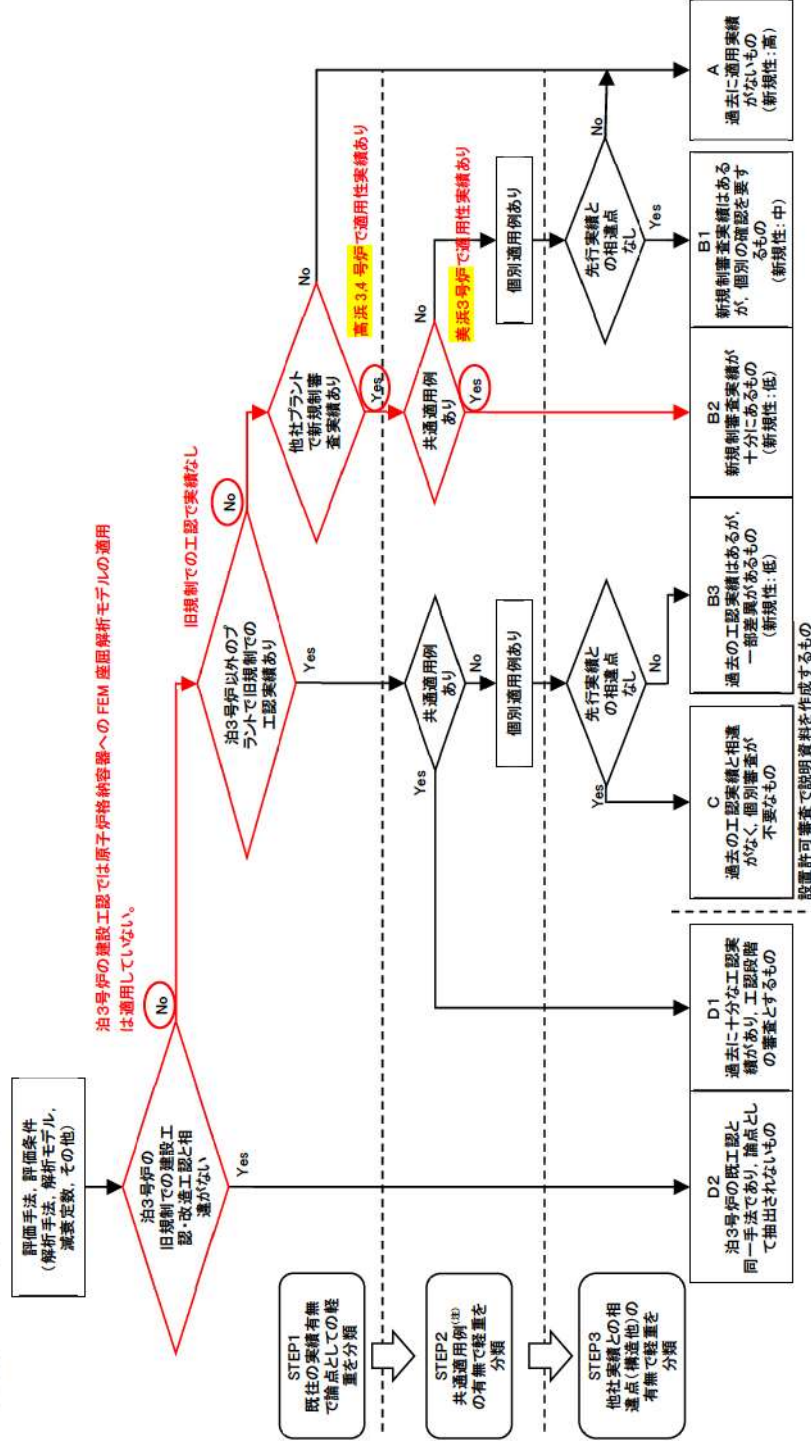 評価手法，評価条件
（解析手法，解析モデル，
減衰定数，その他）
泊3号炉の
旧規制での建設工
認・改造工認と相
違がない
No
Yes
泊3号炉の建設工認では原子炉格納容器へのFEM 座屈解析モデルの適用
は適用していない。
泊3号炉以外のプ
ラントで旧規制での
工認実績あり
No
Yes
旧規制での工認で実績なし
他社プラント
で新規制審
査実績あり
No
Yes
高浜 3,4 号炉で適用性実績あり
STEP1
既往の実績有無
で論点としての軽
重を分類
STEP2
共通適用例(注)
の有無で軽重を
分類
STEP3
他社実績との相
違点（構造他）の
有無で軽重を
分類
共通適用例
あり
Yes
No
個別適用例あり
先行実績と
の相違点
なし
Yes
No
共通適用例
あり
Yes
No
美浜3号炉で適用性実績あり
個別適用例あり
先行実績と
の相違点
なし
No
Yes
D2
泊3号炉の既工認と
同一手法であり，論点とし
て抽出されないもの
D1
過去に十分な工認実
績があり，工認段階
の審査とするもの
C
過去の工認実績と相違
がなく，個別審査が
不要なもの
B3
過去の工認実績はあるが，
一部差異があるもの
（新規性：低）
B2
新規制審査実績が
十分にあるもの
（新規性：低）
B1
新規制審査実績はある
が，個別の確認を要す
るもの
（新規性：中）
A
過去に適用実績
がないもの
（新規性：高）
設置許可審査で説明資料を作成するもの